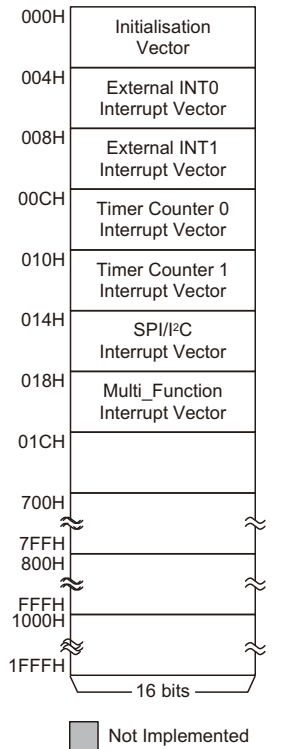 000H
Initialisation
Vector
004H
External INT0
Interrupt Vector
008H
External INT1
Interrupt Vector
00CH
Timer Counter 0
Interrupt Vector
010H
Timer Counter 1
Interrupt Vector
014H
SPI/I²C
Interrupt Vector
018H
Multi_Function
Interrupt Vector
01CH
700H
7FFH
800H
FFFH
1000H
1FFFH
16 bits
Not Implemented